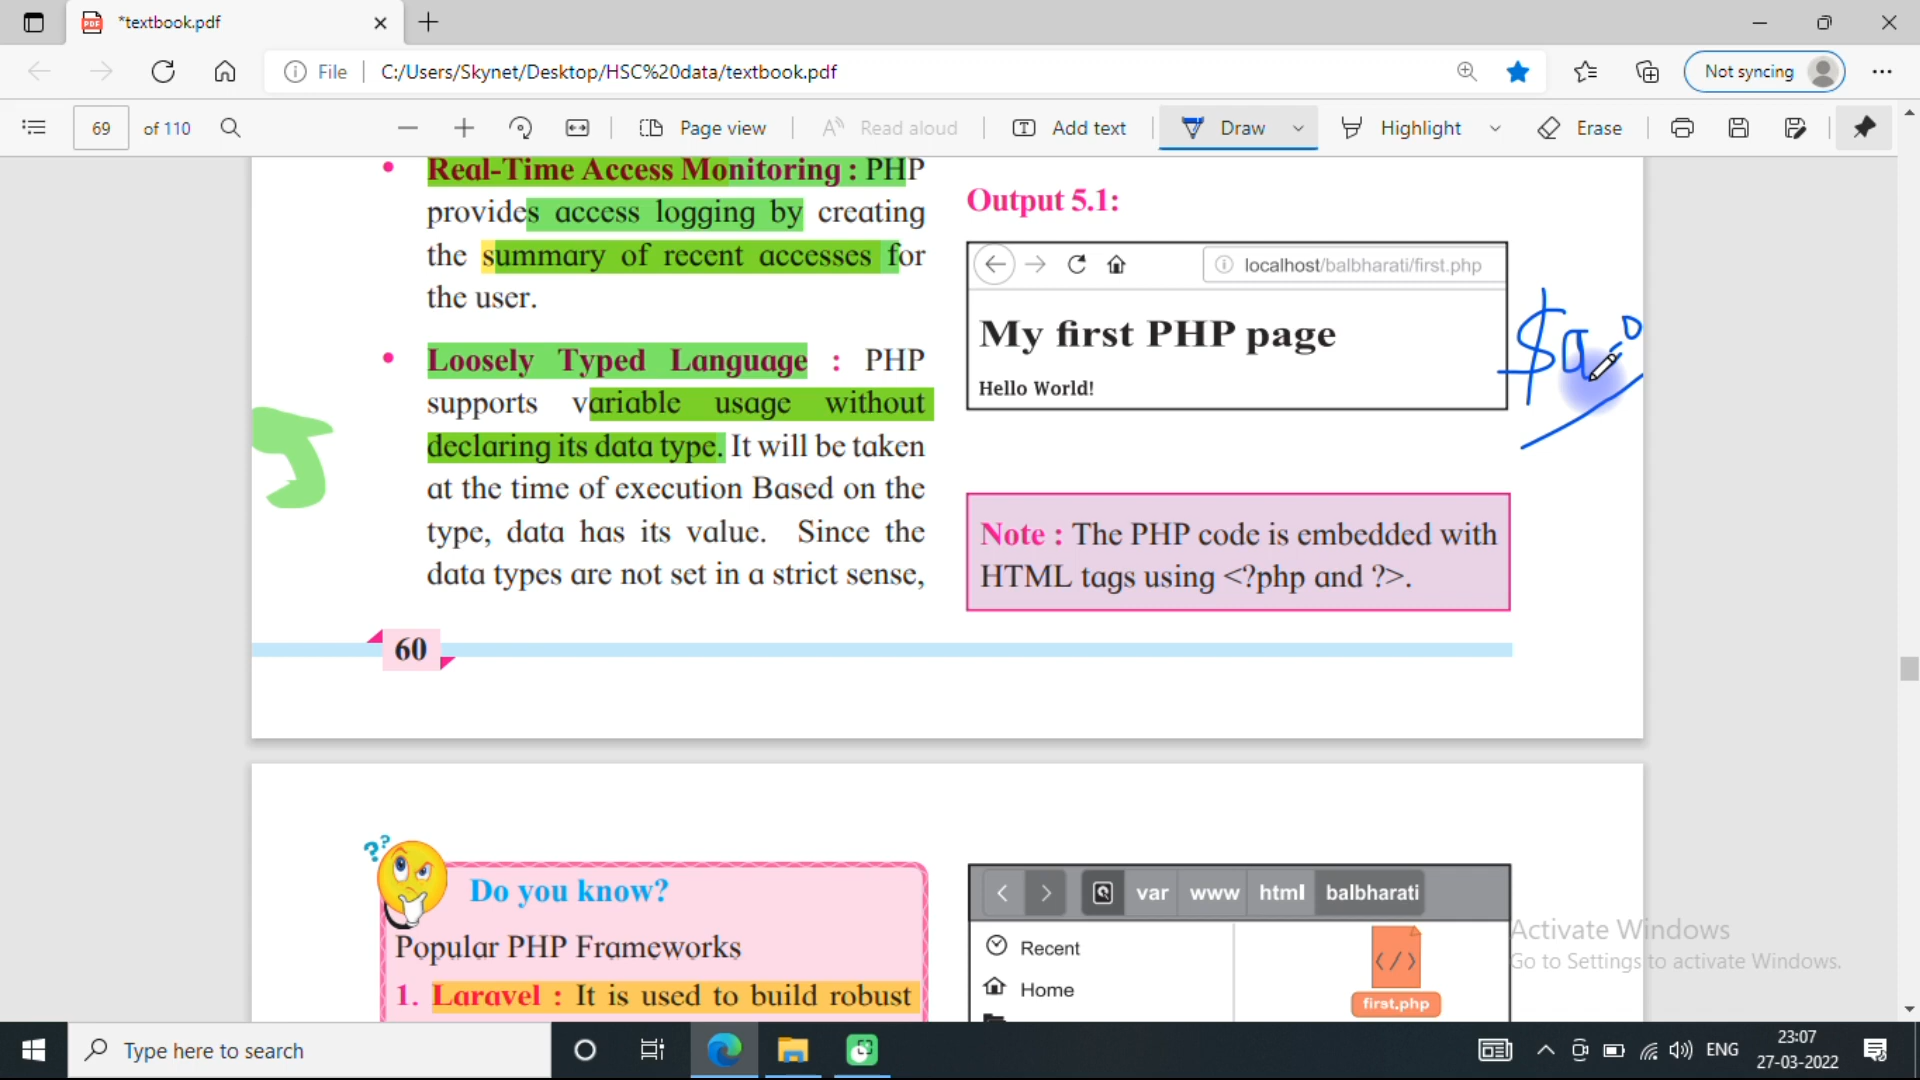 *textbook.pdf
File
C:/Users/Skynet/Desktop/HSC%20data/textbook.pdf
Not syncing
69 of 110
Page view
Read aloud
Add text
Draw
Highlight
Erase
• Real-Time Access Monitoring : PHP
provides access logging by creating
the summary of recent accesses for
the user.
• Loosely Typed Language : PHP
supports variable usage without
declaring its data type. It will be taken
at the time of execution Based on the
type, data has its value. Since the
data types are not set in a strict sense,
Output 5.1:
localhost/balbharati/first.php
My first PHP page
Hello World!
Note : The PHP code is embedded with
HTML tags using <?php and ?>.
60
??
Do you know?
Popular PHP Frameworks
1. Laravel : It is used to build robust
var www html balbharati
Recent
Home
</>
first.php
Activate Windows
Go to Settings to activate Windows.
Type here to search
ENG
23:07
27-03-2022